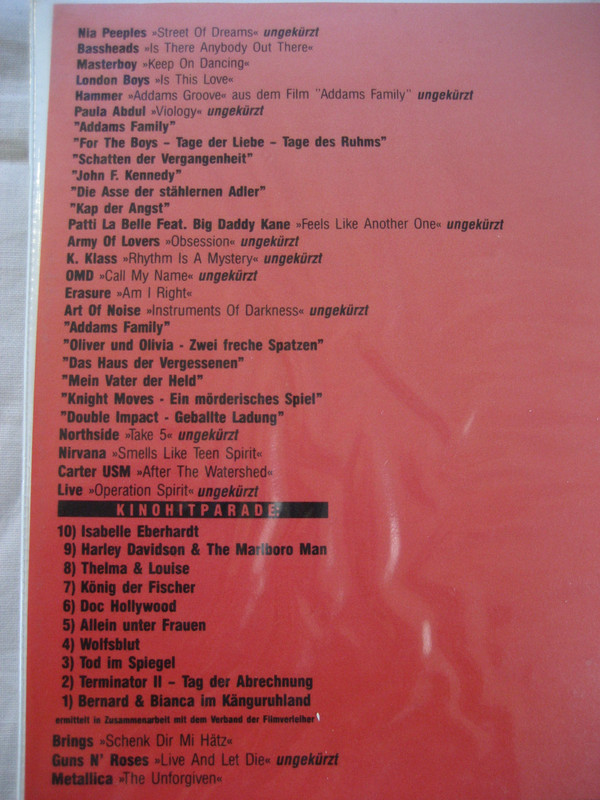 Nia Peeples »Street Of Dreams« ungekürzt
Bassheads »Is There Anybody Out There«
Masterboy »Keep On Dancing«
London Boys »Is This Love«
Hammer »Addams Groove« aus dem Film "Addams Family" ungekürzt
Paula Abdul »Viology« ungekürzt
"Addams Family"
"For The Boys – Tage der Liebe – Tage des Ruhms"
"Schatten der Vergangenheit"
"John F. Kennedy"
"Die Asse der stählernen Adler"
"Kap der Angst"
Patti La Belle Feat. Big Daddy Kane »Feels Like Another One« ungekürzt
Army Of Lovers »Obsession« ungekürzt
K. Klass »Rhythm Is A Mystery« ungekürzt
OMD »Call My Name« ungekürzt
Erasure »Am I Right«
Art Of Noise »Instruments Of Darkness« ungekürzt
"Addams Family"
"Oliver und Olivia - Zwei freche Spatzen"
"Das Haus der Vergessenen"
"Mein Vater der Held"
"Knight Moves - Ein mörderisches Spiel"
"Double Impact - Geballte Ladung"
Northside »Take 5« ungekürzt
Nirvana »Smells Like Teen Spirit«
Carter USM »After The Watershed«
Live »Operation Spirit« ungekürzt
KINOHITPARADE
10) Isabelle Eberhardt
9) Harley Davidson & The Marlboro Man
8) Thelma & Louise
7) König der Fischer
6) Doc Hollywood
5) Allein unter Frauen
4) Wolfsblut
3) Tod im Spiegel
2) Terminator II – Tag der Abrechnung
1) Bernard & Bianca im Känguruhland
ermittelt in Zusammenarbeit mit dem Verband der Filmverleiher
Brings »Schenk Dir Mi Hätz«
Guns N' Roses »Live And Let Die« ungekürzt
Metallica »The Unforgiven«